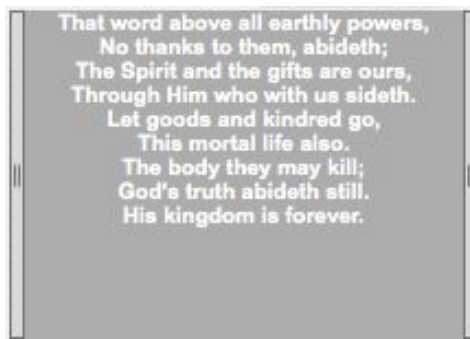 That word above all earthly powers,
No thanks to them, abideth;
The Spirit and the gifts are ours,
Through Him who with us sideth.
Let goods and kindred go,
This mortal life also.
The body they may kill;
God's truth abideth still.
His kingdom is forever.